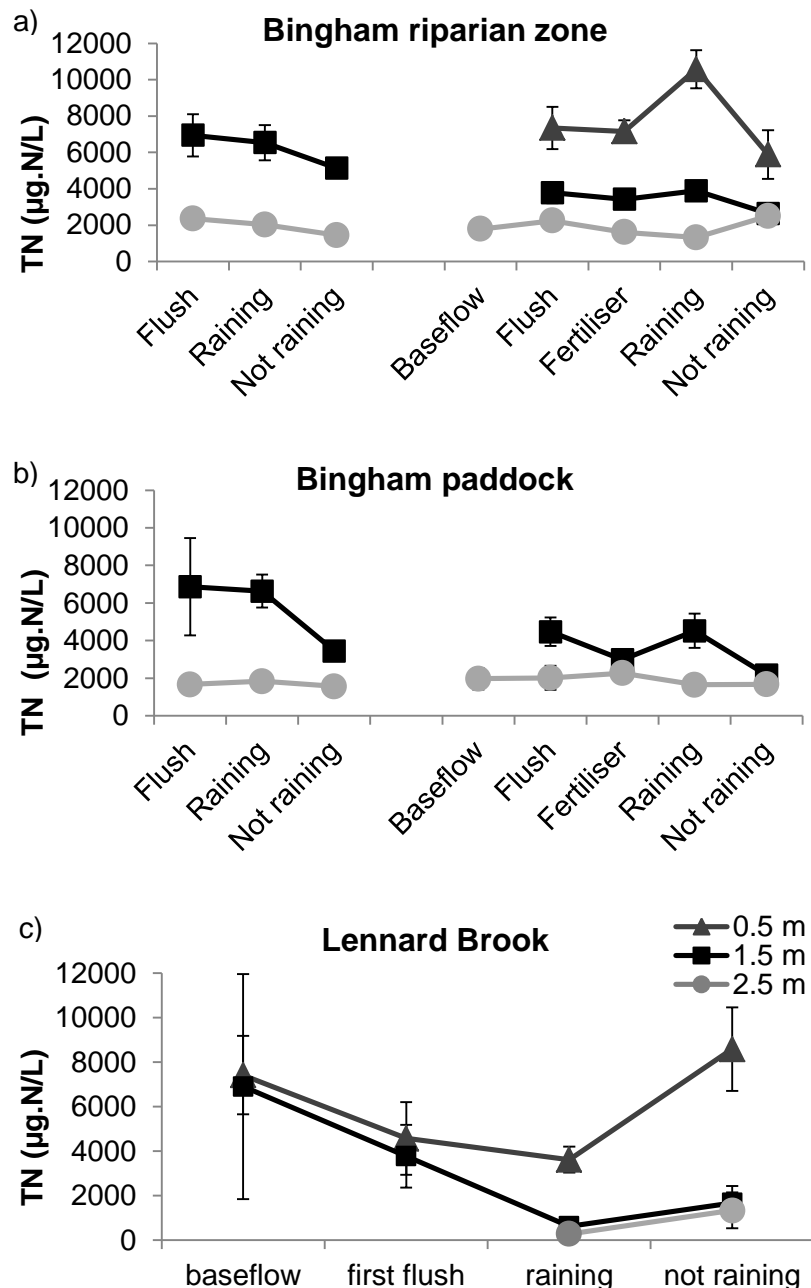 a)
Bingham riparian zone
12000
10000
8000
6000
4000
2000
0
TN (µg.N/L)
Flush
Raining
Not raining
Baseflow
Flush
Fertiliser
Raining
Not raining
b)
Bingham paddock
12000
10000
8000
6000
4000
2000
0
TN (µg.N/L)
Flush
Raining
Not raining
Baseflow
Flush
Fertiliser
Raining
Not raining
c)
Lennard Brook
0.5 m
1.5 m
2.5 m
12000
10000
8000
6000
4000
2000
0
TN (µg.N/L)
baseflow first flush raining not raining